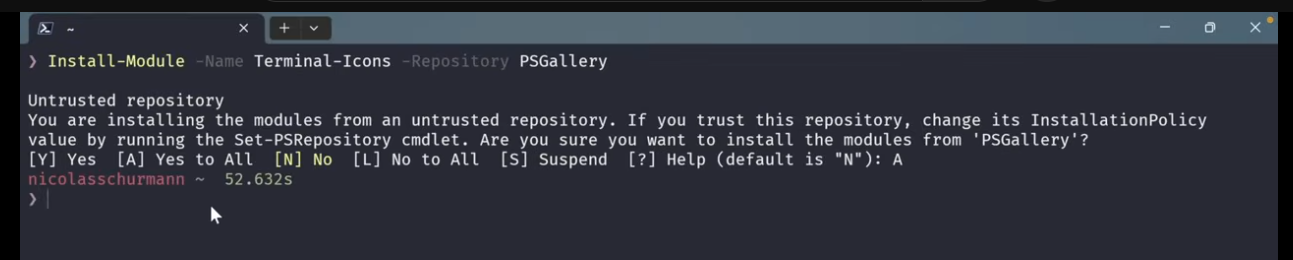 ~
❯ Install-Module -Name Terminal-Icons -Repository PSGallery
Untrusted repository
You are installing the modules from an untrusted repository. If you trust this repository, change its InstallationPolicy
value by running the Set-PSRepository cmdlet. Are you sure you want to install the modules from 'PSGallery'?
[Y] Yes  [A] Yes to All  [N] No  [L] No to All  [S] Suspend  [?] Help (default is "N"): A
nicolasschurmann ~  52.632s
❯